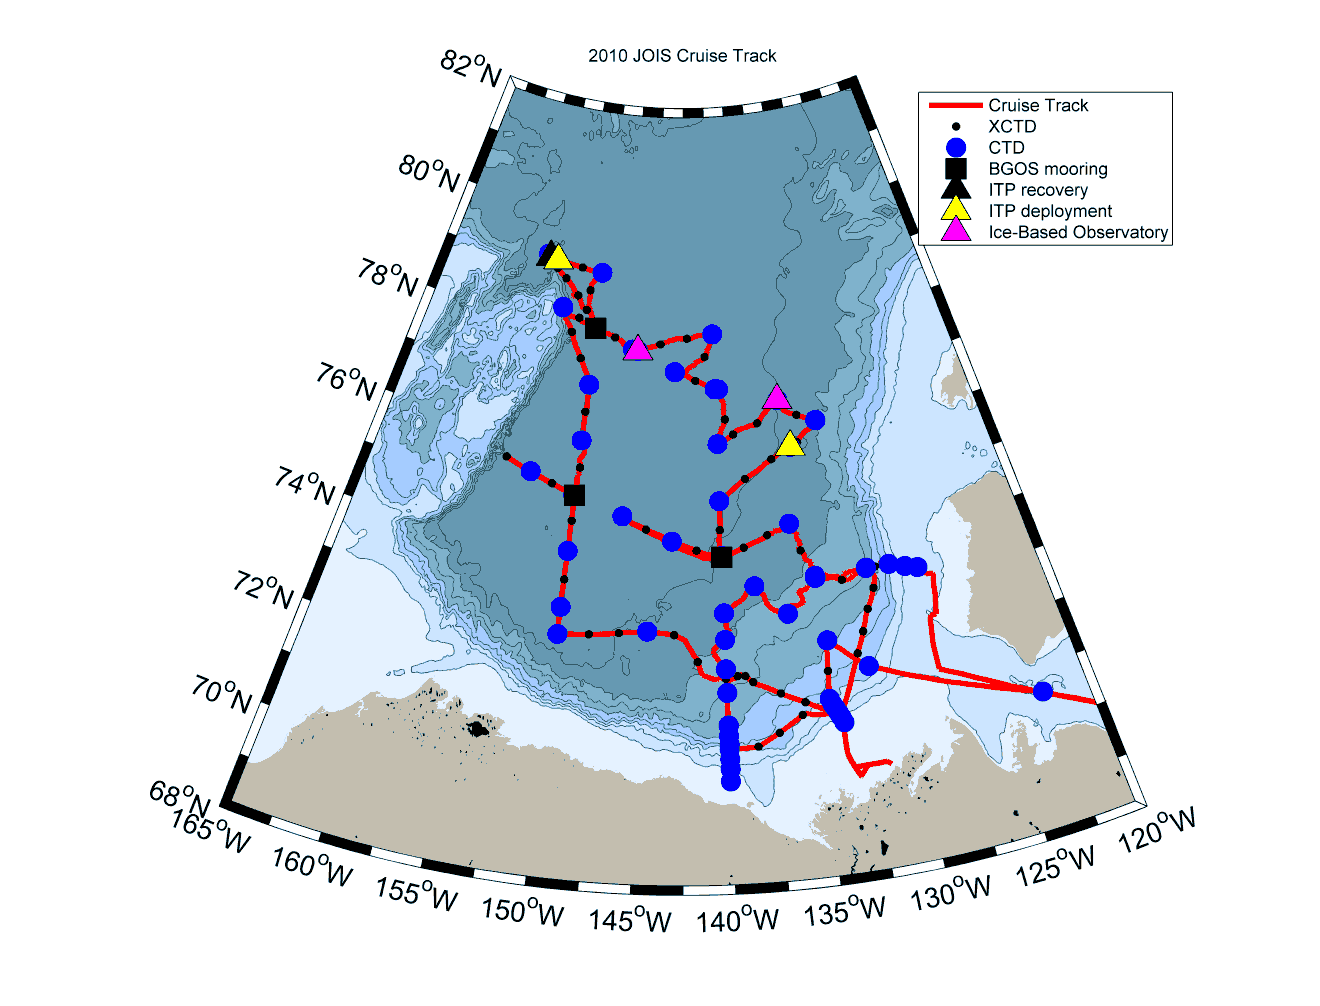 2010 JOIS Cruise Track
Cruise Track
XCTD
CTD
BGOS mooring
ITP recovery
ITP deployment
Ice-Based Observatory
82°N
80°N
78°N
76°N
74°N
72°N
70°N
68°N
165°W
160°W
155°W
150°W
145°W
140°W
135°W
130°W
125°W
120°W